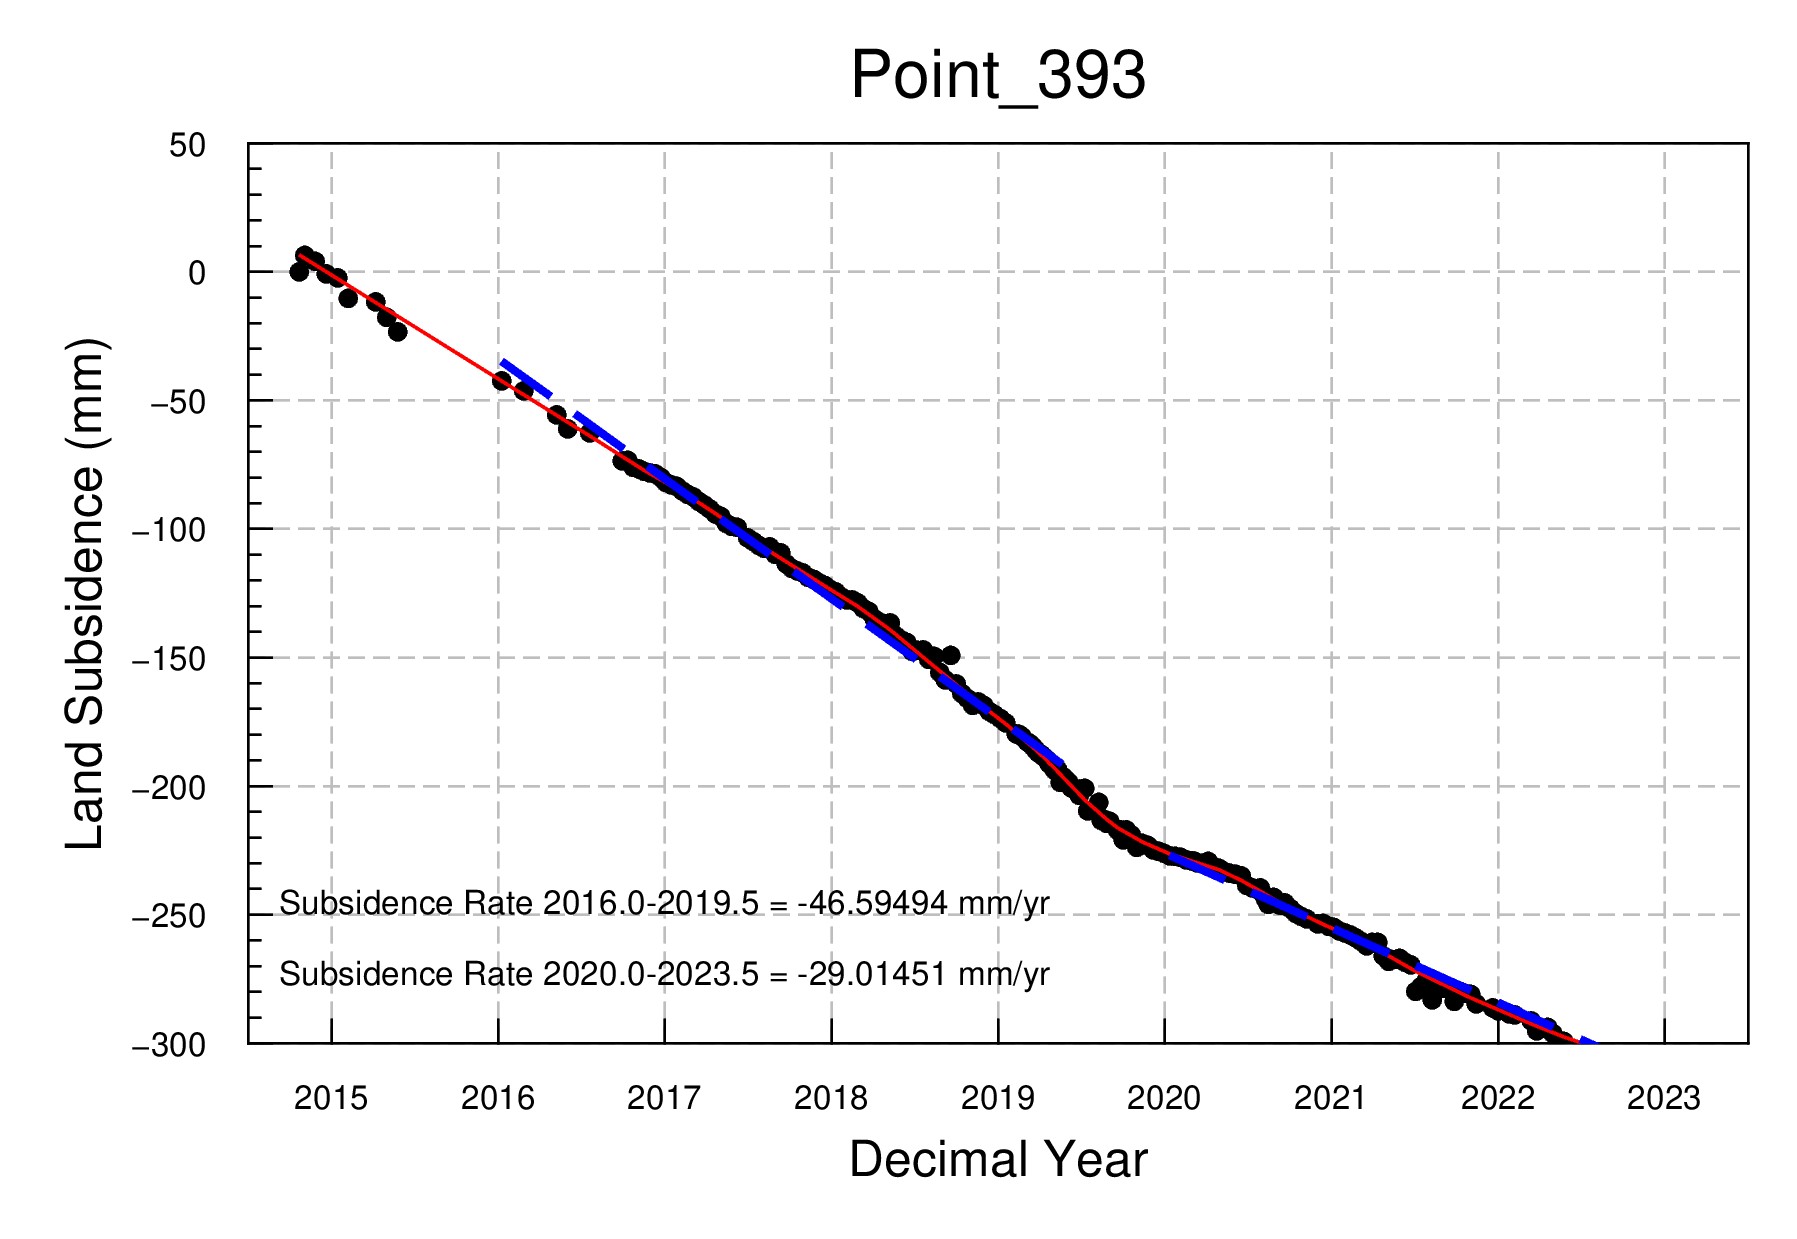 Point_393
50
0
−50
−100
−150
−200
−250
−300
Land Subsidence (mm)
Subsidence Rate 2016.0-2019.5 = -46.59494 mm/yr
Subsidence Rate 2020.0-2023.5 = -29.01451 mm/yr
2015 2016 2017 2018 2019 2020 2021 2022 2023
Decimal Year